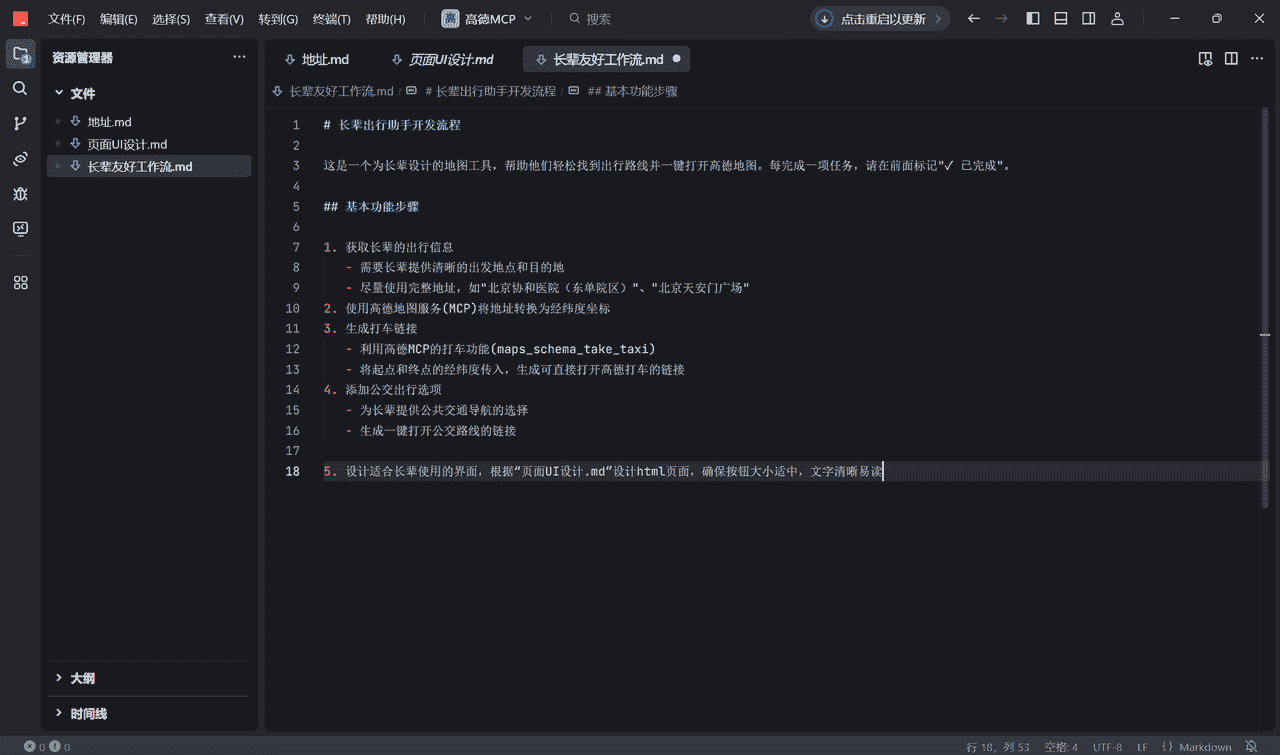 文件(F) 编辑(E) 选择(S) 查看(V) 转到(G) 终端(T) 帮助(H) 高 高德MCP 搜索 点击重启以更新
资源管理器 ...
文件
地址.md
页面UI设计.md
长辈友好工作流.md
大纲
时间线
地址.md 页面UI设计.md 长辈友好工作流.md
长辈友好工作流.md / # 长辈出行助手开发流程 / ## 基本功能步骤
1 # 长辈出行助手开发流程
2
3 这是一个为长辈设计的地图工具，帮助他们轻松找到出行路线并一键打开高德地图。每完成一项任务，请在前面标记"✓ 已完成"。
4
5 ## 基本功能步骤
6
7 1. 获取长辈的出行信息
8 - 需要长辈提供清晰的出发地点和目的地
9 - 尽量使用完整地址，如"北京协和医院（东单院区）"、"北京天安门广场"
10 2. 使用高德地图服务(MCP)将地址转换为经纬度坐标
11 3. 生成打车链接
12 - 利用高德MCP的打车功能(maps_schema_take_taxi)
13 - 将起点和终点的经纬度传入，生成可直接打开高德打车的链接
14 4. 添加公交出行选项
15 - 为长辈提供公共交通导航的选择
16 - 生成一键打开公交路线的链接
17
18 5. 设计适合长辈使用的界面，根据“页面UI设计.md”设计html页面，确保按钮大小适中，文字清晰易读
0 0 行 18，列 53 空格: 4 UTF-8 LF {} Markdown